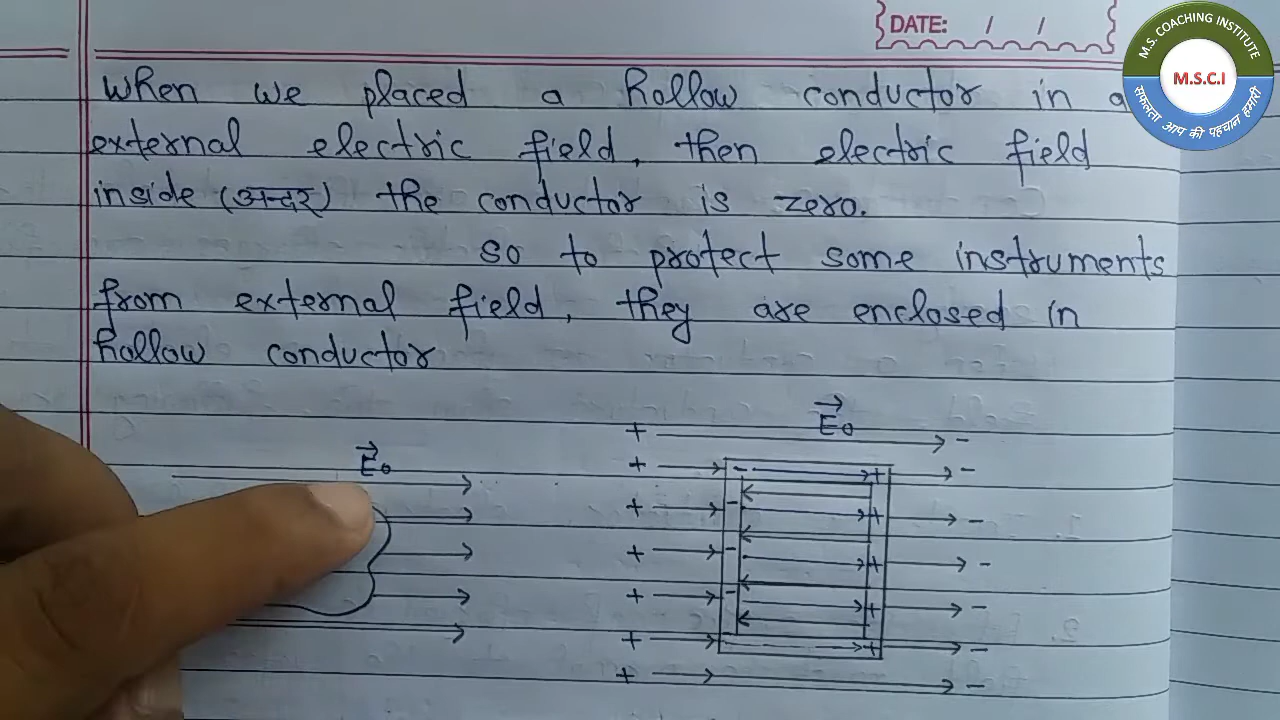 DATE: / /
M.S. COACHING INSTITUTE
M.S.C.I
सफलता आप की पहचान हमारी
When we placed a hollow conductor in a
external electric field, then electric field
inside (अन्दर) the conductor is zero.
so to protect some instruments
from external field, they are enclosed in
hollow conductor
E₀
E₀
+ -
+ - + -
+ - + -
+ - + -
+ - + -
+ - + -
+ -